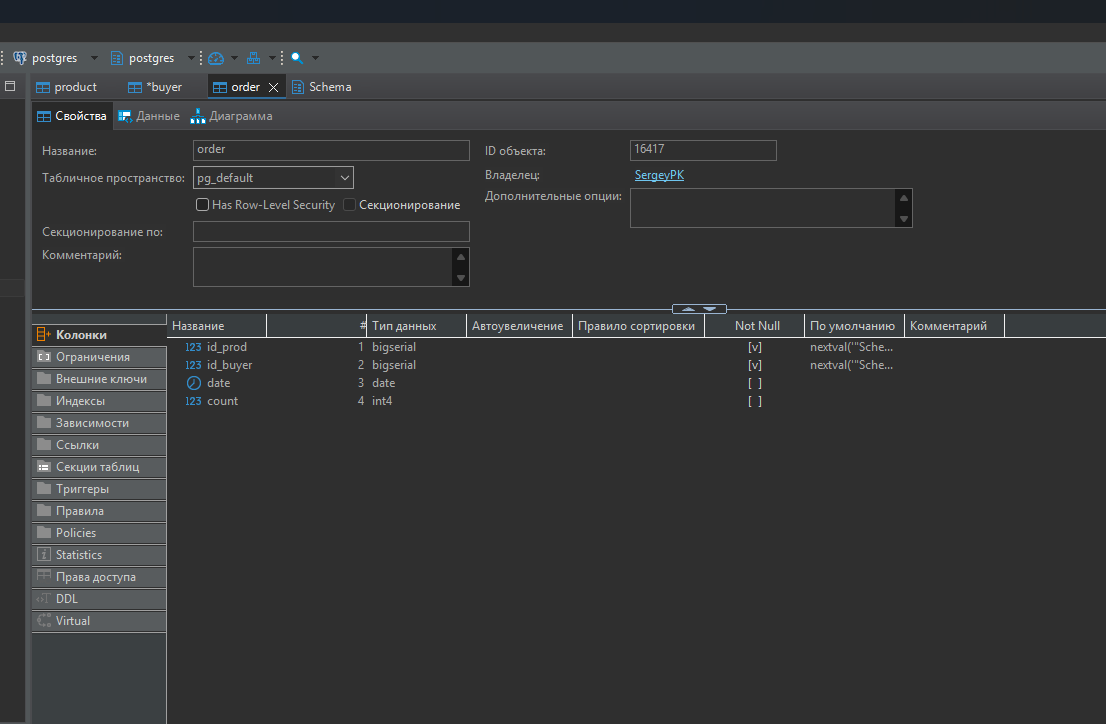 postgres postgres
product *buyer order Schema
Свойства Данные Диаграмма
Название: order ID объекта: 16417
Табличное пространство: pg_default Владелец: SergeyPK
Дополнительные опции:
Has Row-Level Security Секционирование
Секционирование по:
Комментарий:
Колонки
Ограничения
Внешние ключи
Индексы
Зависимости
Ссылки
Секции таблиц
Триггеры
Правила
Policies
Statistics
Права доступа
DDL
Virtual
Название # Тип данных Автоувеличение Правило сортировки Not Null По умолчанию Комментарий
123 id_prod 1 bigserial [v] nextval('"Sche...
123 id_buyer 2 bigserial [v] nextval('"Sche...
date 3 date [ ]
123 count 4 int4 [ ]